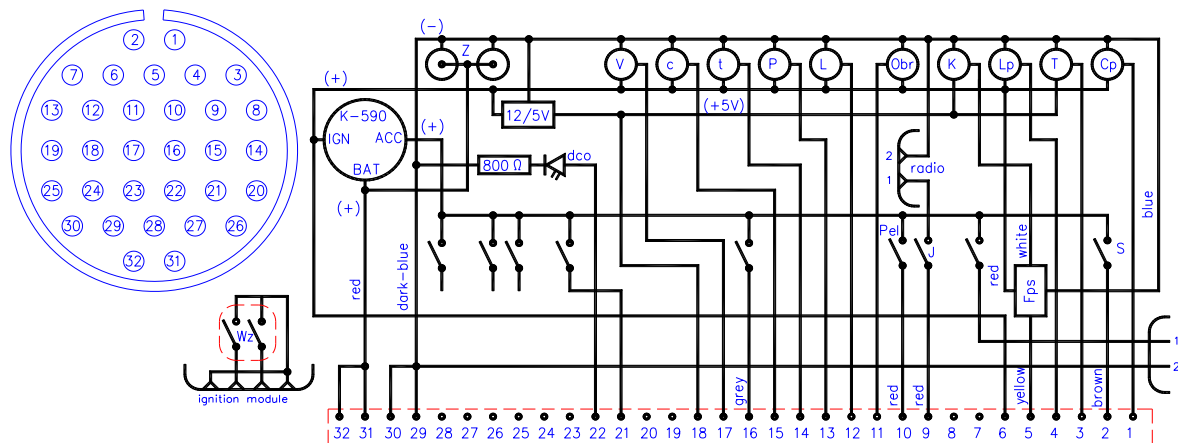 (-)
Z
V
c
t
P
L
Obr
K
Lp
T
Cp
2 1
7 6 5 4 3
13 12 11 10 9 8
19 18 17 16 15 14
25 24 23 22 21 20
30 29 28 27 26
32 31
(+)
K-590
IGN
ACC
BAT
(+)
(+)
12/5V
(+5V)
800 Ω
dco
2
1
radio
red
dark-blue
Pel
J
red
white
Fps
S
blue
Wz
ignition module
grey
red
red
yellow
brown
1
2
32 31 30 29 28 27 26 25 24 23 22 21 20 19 18 17 16 15 14 13 12 11 10 9 8 7 6 5 4 3 2 1